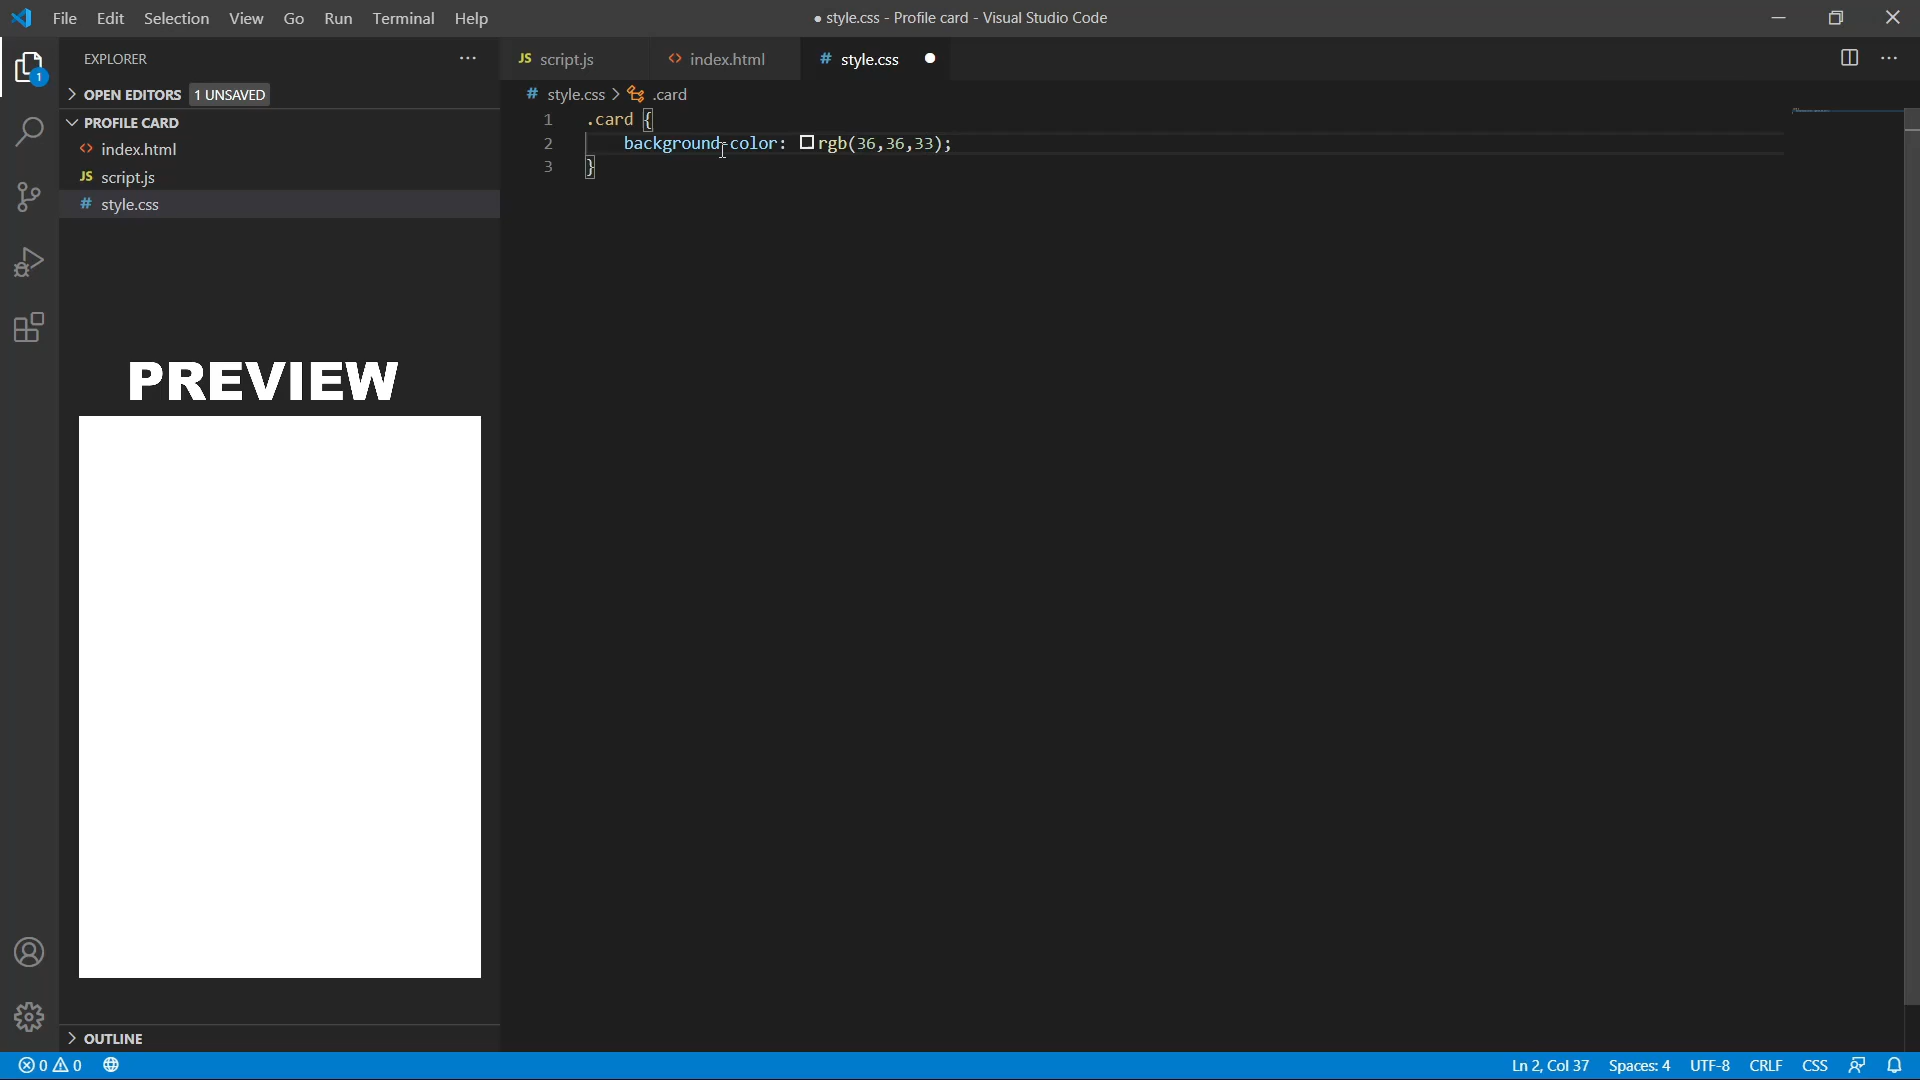 File Edit Selection View Go Run Terminal Help
● style.css - Profile card - Visual Studio Code
EXPLORER
OPEN EDITORS 1 UNSAVED
PROFILE CARD
<> index.html
JS script.js
# style.css
PREVIEW
OUTLINE
JS script.js <> index.html # style.css ●
# style.css > .card
1 .card {
2 background-color: rgb(36,36,33);
3 }
1
0 0
Ln 2, Col 37 Spaces: 4 UTF-8 CRLF CSS